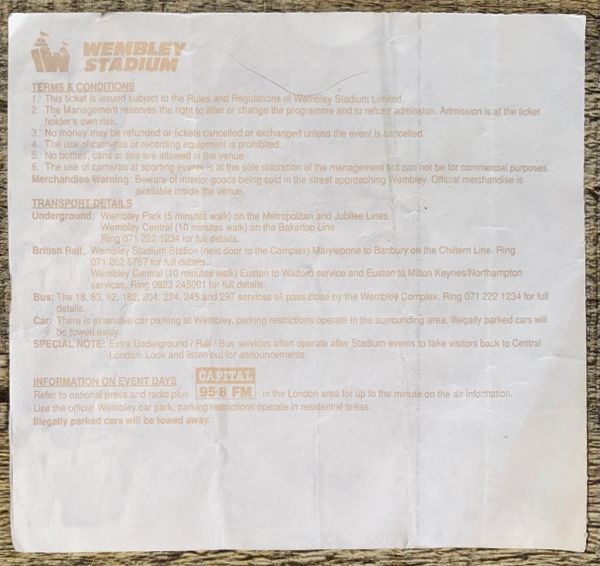 WEMBLEY
STADIUM
TERMS & CONDITIONS
1. This ticket is issued subject to the Rules and Regulations of Wembley Stadium Limited.
2. The Management reserves the right to alter or change the programme and to refuse admission. Admission is at the ticket
holder's own risk.
3. No money may be refunded or tickets cancelled or exchanged unless the event is cancelled.
4. The use of cameras or recording equipment is prohibited.
5. No bottles, cans or tins are allowed in the venue.
6. The use of cameras at sporting events is at the sole discretion of the management but can not be for commercial purposes.
Merchandise Warning: Beware of inferior goods being sold in the street approaching Wembley. Official merchandise is
available inside the venue.
TRANSPORT DETAILS
Underground: Wembley Park (5 minutes walk) on the Metropolitan and Jubilee Lines.
Wembley Central (10 minutes walk) on the Bakerloo Line.
Ring 071 222 1234 for full details.
British Rail: Wembley Stadium Station (next door to the Complex) Marylebone to Banbury on the Chiltern Line. Ring
071 262 6767 for full details.
Wembley Central (10 minutes walk) Euston to Watford service and Euston to Milton Keynes/Northampton
services. Ring 0923 245001 for full details.
Bus: The 18, 83, 92, 182, 204, 224, 245 and 297 services all pass close by the Wembley Complex. Ring 071 222 1234 for full
details.
Car: There is extensive car parking at Wembley, parking restrictions operate in the surrounding area. Illegally parked cars will
be towed away.
SPECIAL NOTE: Extra Underground / Rail / Bus services often operate after Stadium events to take visitors back to Central
London. Look and listen out for announcements.
INFORMATION ON EVENT DAYS
Refer to national press and radio plus CAPITAL 95·8 FM in the London area for up to the minute on the air information.
Use the official Wembley car park; parking restrictions operate in residential areas.
Illegally parked cars will be towed away.